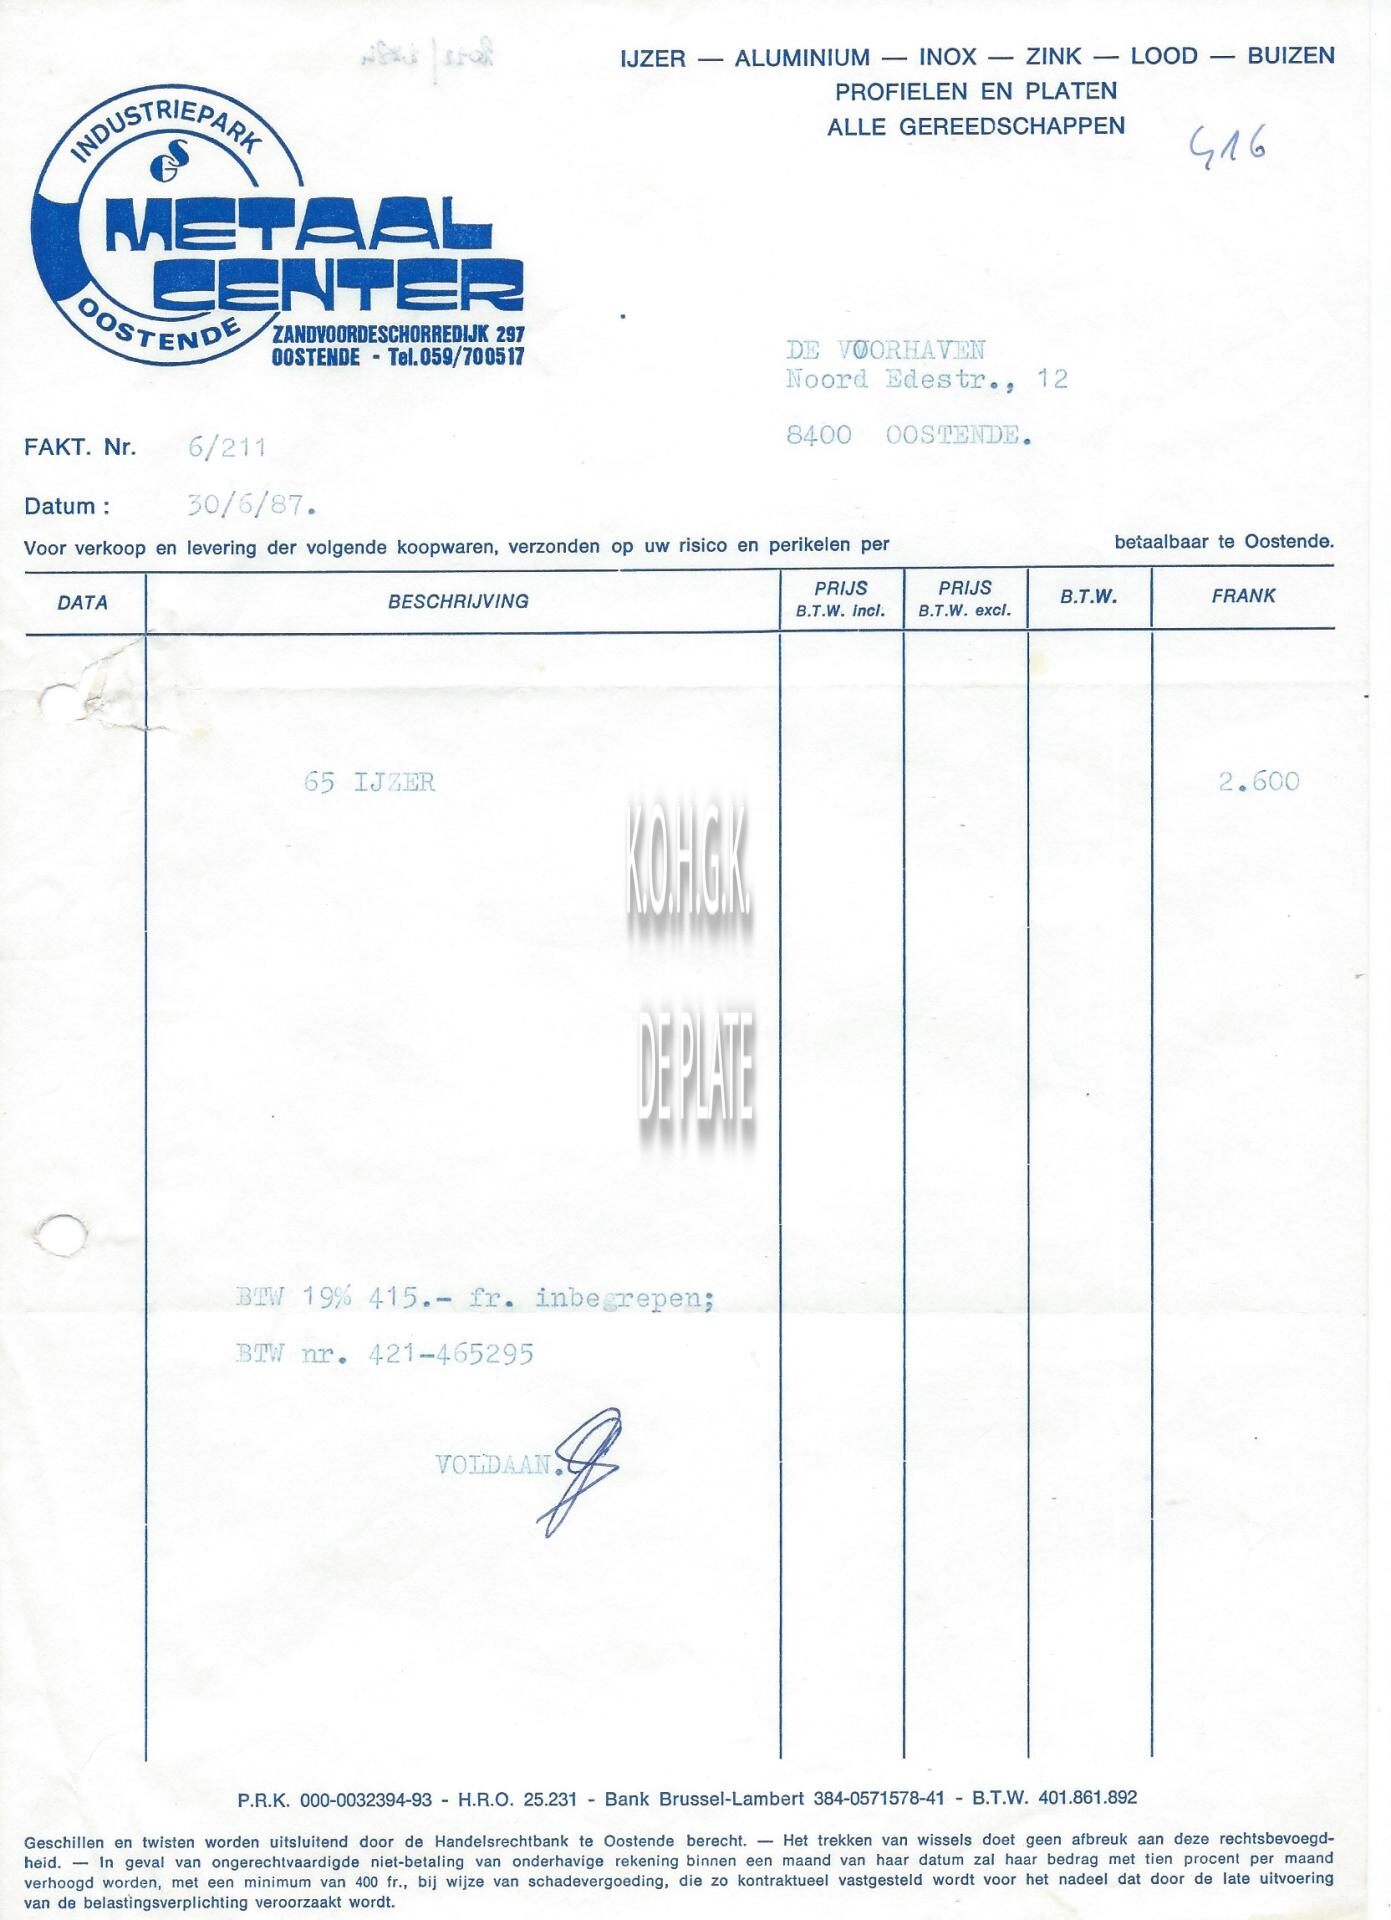 IJZER — ALUMINIUM — INOX — ZINK — LOOD — BUIZEN
PROFIELEN EN PLATEN
ALLE GEREEDSCHAPPEN
416
INDUSTRIEPARK
GS
METAAL
CENTER
OOSTENDE
ZANDVOORDESCHORREDIJK 297
OOSTENDE - Tel.059/700517
DE VOORHAVEN
Noord Edestr., 12
8400 OOSTENDE.
FAKT. Nr. 6/211
Datum : 30/6/87.
Voor verkoop en levering der volgende koopwaren, verzonden op uw risico en perikelen per betaalbaar te Oostende.
DATA BESCHRIJVING PRIJS B.T.W. incl. PRIJS B.T.W. excl. B.T.W. FRANK
65 IJZER 2.600
K.O.H.G.K.
DE PLATE
BTW 19% 415.- fr. inbegrepen;
BTW nr. 421-465295
VOLDAAN.
P.R.K. 000-0032394-93 - H.R.O. 25.231 - Bank Brussel-Lambert 384-0571578-41 - B.T.W. 401.861.892
Geschillen en twisten worden uitsluitend door de Handelsrechtbank te Oostende berecht. — Het trekken van wissels doet geen afbreuk aan deze rechtsbevoegd-
heid. — In geval van ongerechtvaardigde niet-betaling van onderhavige rekening binnen een maand van haar datum zal haar bedrag met tien procent per maand
verhoogd worden, met een minimum van 400 fr., bij wijze van schadevergoeding, die zo kontraktueel vastgesteld wordt voor het nadeel dat door de late uitvoering
van de belastingsverplichting veroorzaakt wordt.